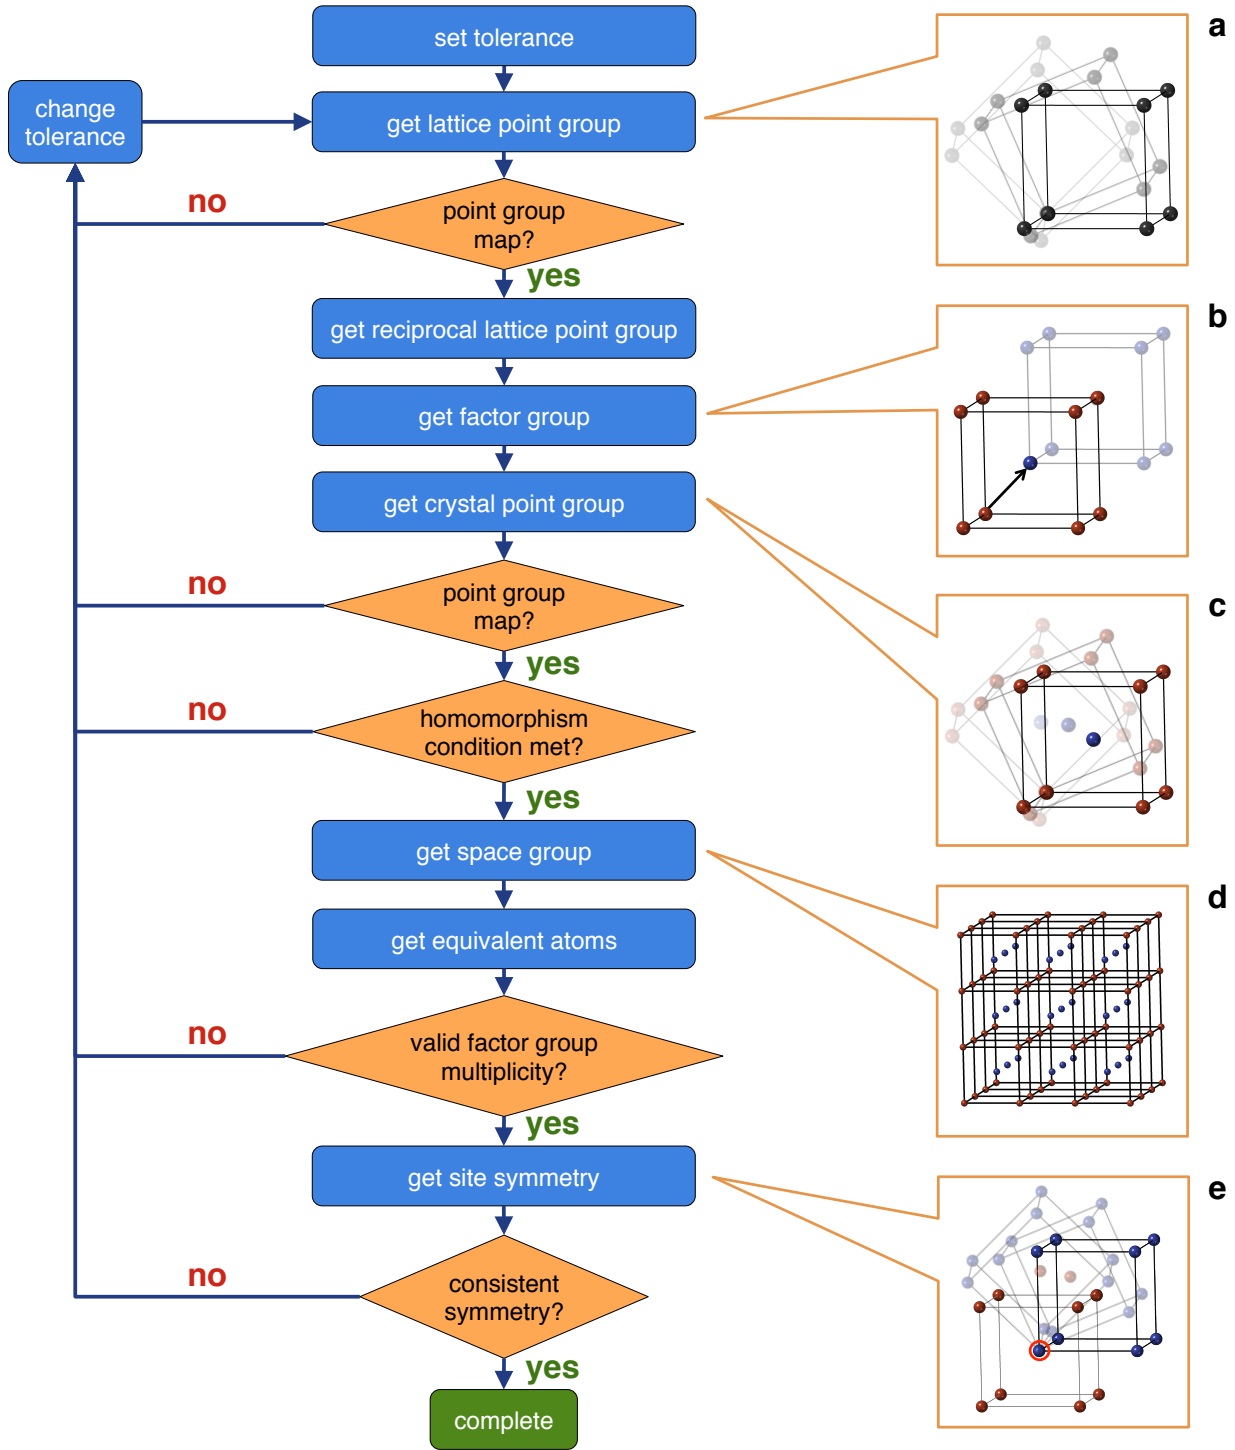 set tolerance
a
change
tolerance
get lattice point group
no
point group
map?
yes
get reciprocal lattice point group
b
get factor group
get crystal point group
no
point group
map?
c
yes
no
homomorphism
condition met?
yes
get space group
d
get equivalent atoms
no
valid factor group
multiplicity?
yes
get site symmetry
e
no
consistent
symmetry?
yes
complete